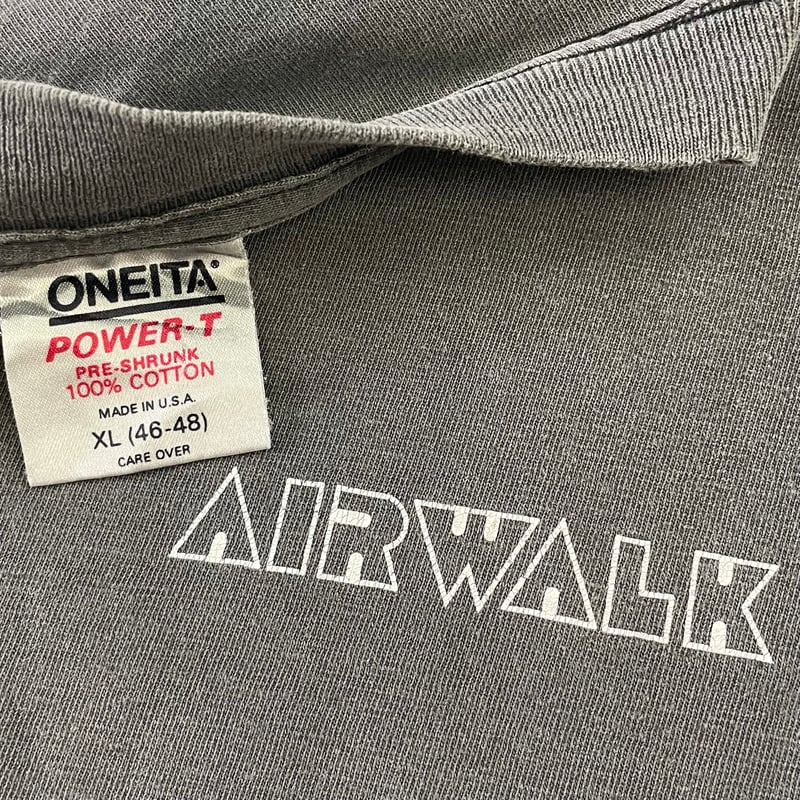 ONEITA®
POWER-T
PRE-SHRUNK
100% COTTON
MADE IN U.S.A.
XL (46-48)
CARE OVER
AIRWALK